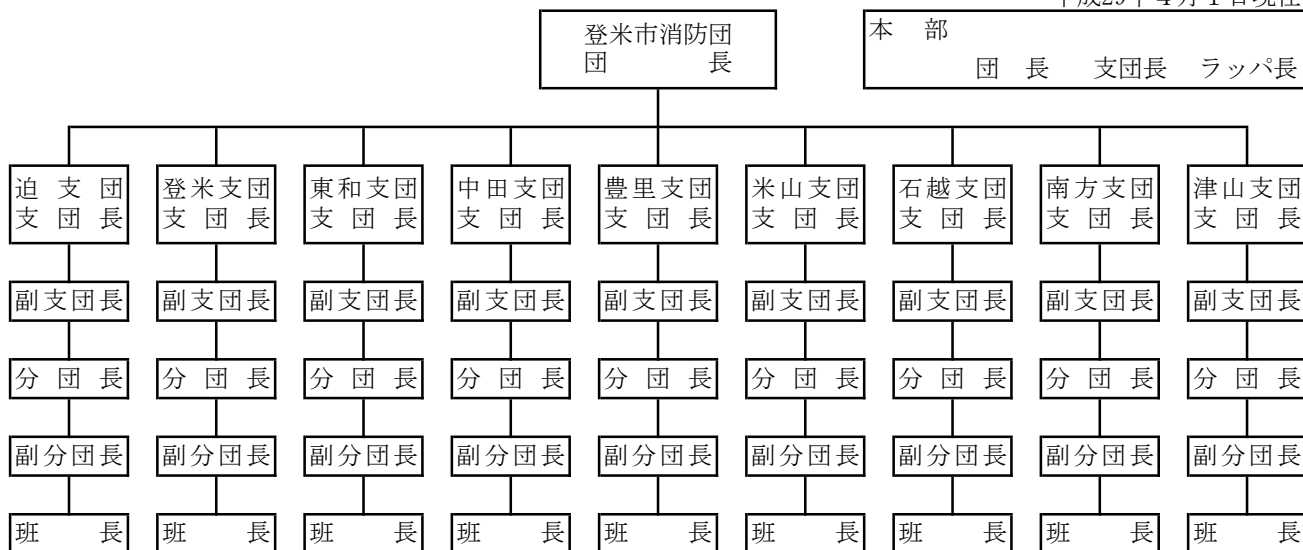 平成29年４月１日現在
登米市消防団
団 長
本 部
団 長 支団長 ラッパ長
迫 支 団 登米支団 東和支団 中田支団 豊里支団 米山支団 石越支団 南方支団 津山支団
支 団 長 支 団 長 支 団 長 支 団 長 支 団 長 支 団 長 支 団 長 支 団 長 支 団 長
副支団長 副支団長 副支団長 副支団長 副支団長 副支団長 副支団長 副支団長 副支団長
分 団 長 分 団 長 分 団 長 分 団 長 分 団 長 分 団 長 分 団 長 分 団 長 分 団 長
副分団長 副分団長 副分団長 副分団長 副分団長 副分団長 副分団長 副分団長 副分団長
班 長 班 長 班 長 班 長 班 長 班 長 班 長 班 長 班 長